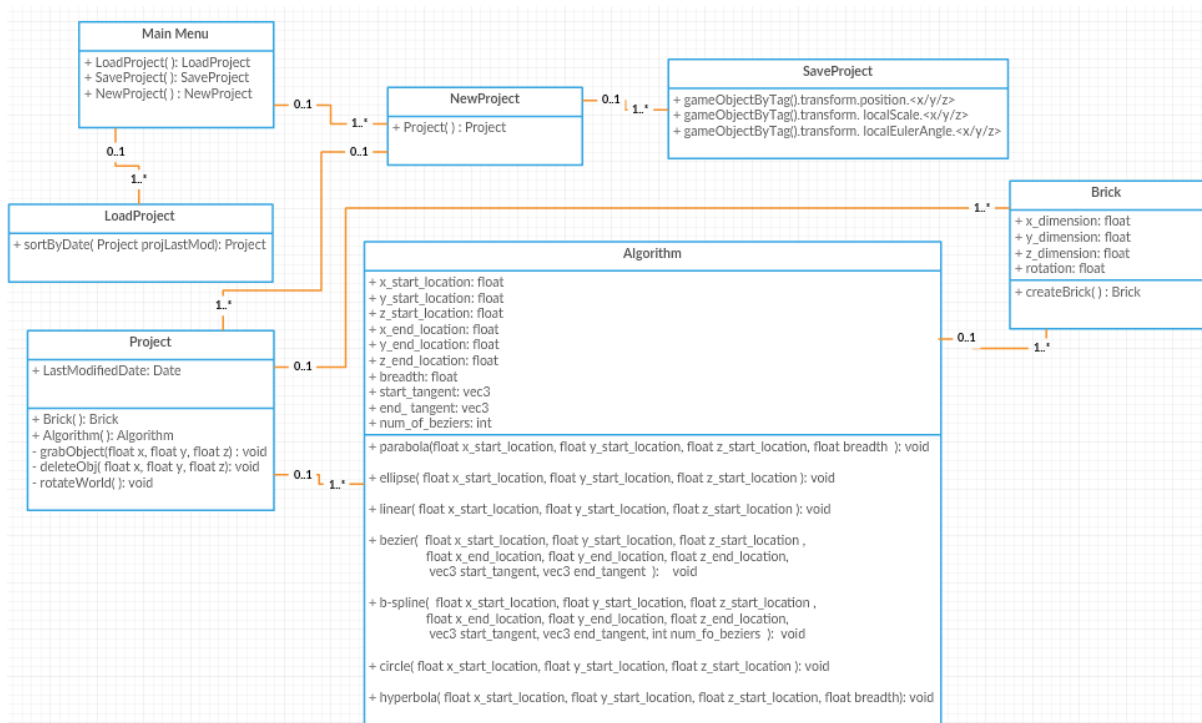 Main Menu
+ LoadProject( ): LoadProject
+ SaveProject( ): SaveProject
+ NewProject( ) : NewProject
0..1
1..*
0..1
1..*
NewProject
+ Project( ) : Project
0..1
0..1
1..*
SaveProject
+ gameObjectByTag().transform.position.<x/y/z>
+ gameObjectByTag().transform. localScale.<x/y/z>
+ gameObjectByTag().transform. localEulerAngle.<x/y/z>
LoadProject
+ sortByDate( Project projLastMod): Project
1..*
1..*
Brick
+ x_dimension: float
+ y_dimension: float
+ z_dimension: float
+ rotation: float
+ createBrick( ) : Brick
0..1
1..*
Project
+ LastModifiedDate: Date
+ Brick( ): Brick
+ Algorithm( ): Algorithm
- grabObject(float x, float y, float z) : void
- deleteObj( float x, float y, float z): void
- rotateWorld( ): void
0..1
0..1
1..*
Algorithm
+ x_start_location: float
+ y_start_location: float
+ z_start_location: float
+ x_end_location: float
+ y_end_location: float
+ z_end_location: float
+ breadth: float
+ start_tangent: vec3
+ end_ tangent: vec3
+ num_of_beziers: int
+ parabola(float x_start_location, float y_start_location, float z_start_location, float breadth ): void
+ ellipse( float x_start_location, float y_start_location, float z_start_location ): void
+ linear( float x_start_location, float y_start_location, float z_start_location ): void
+ bezier( float x_start_location, float y_start_location, float z_start_location ,
float x_end_location, float y_end_location, float z_end_location,
vec3 start_tangent, vec3 end_tangent ): void
+ b-spline( float x_start_location, float y_start_location, float z_start_location ,
float x_end_location, float y_end_location, float z_end_location,
vec3 start_tangent, vec3 end_tangent, int num_fo_beziers ): void
+ circle( float x_start_location, float y_start_location, float z_start_location ): void
+ hyperbola( float x_start_location, float y_start_location, float z_start_location, float breadth): void